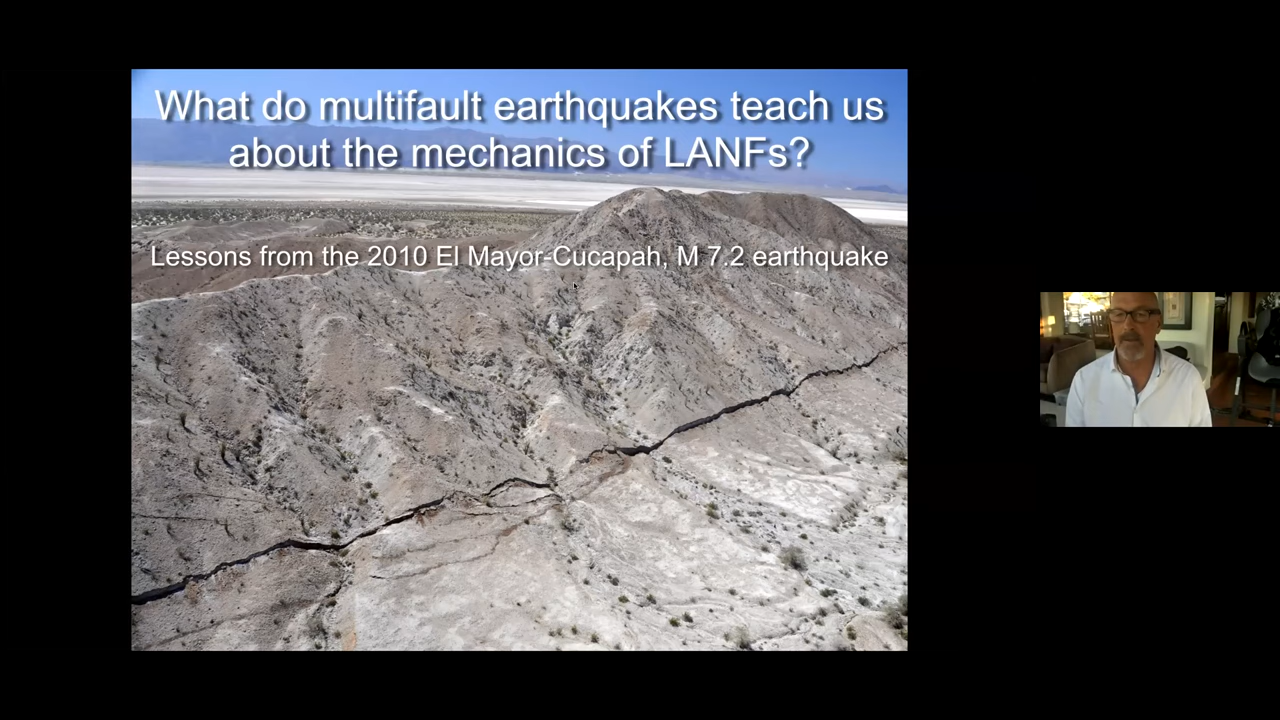 What do multifault earthquakes teach us
about the mechanics of LANFs?
Lessons from the 2010 El Mayor-Cucapah, M 7.2 earthquake